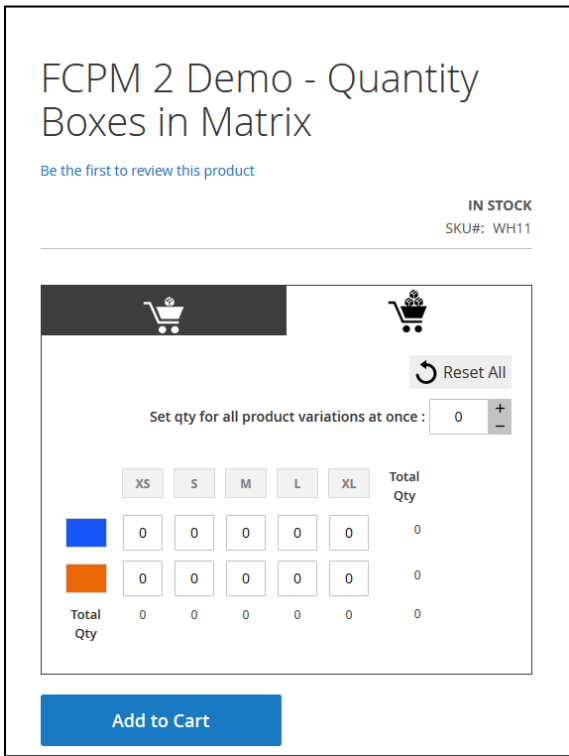 FCPM 2 Demo - Quantity
Boxes in Matrix
Be the first to review this product
IN STOCK
SKU#: WH11
Reset All
Set qty for all product variations at once : 0 + −
XS S M L XL Total
Qty
0 0 0 0 0 0
0 0 0 0 0 0
Total 0 0 0 0 0 0
Qty
Add to Cart